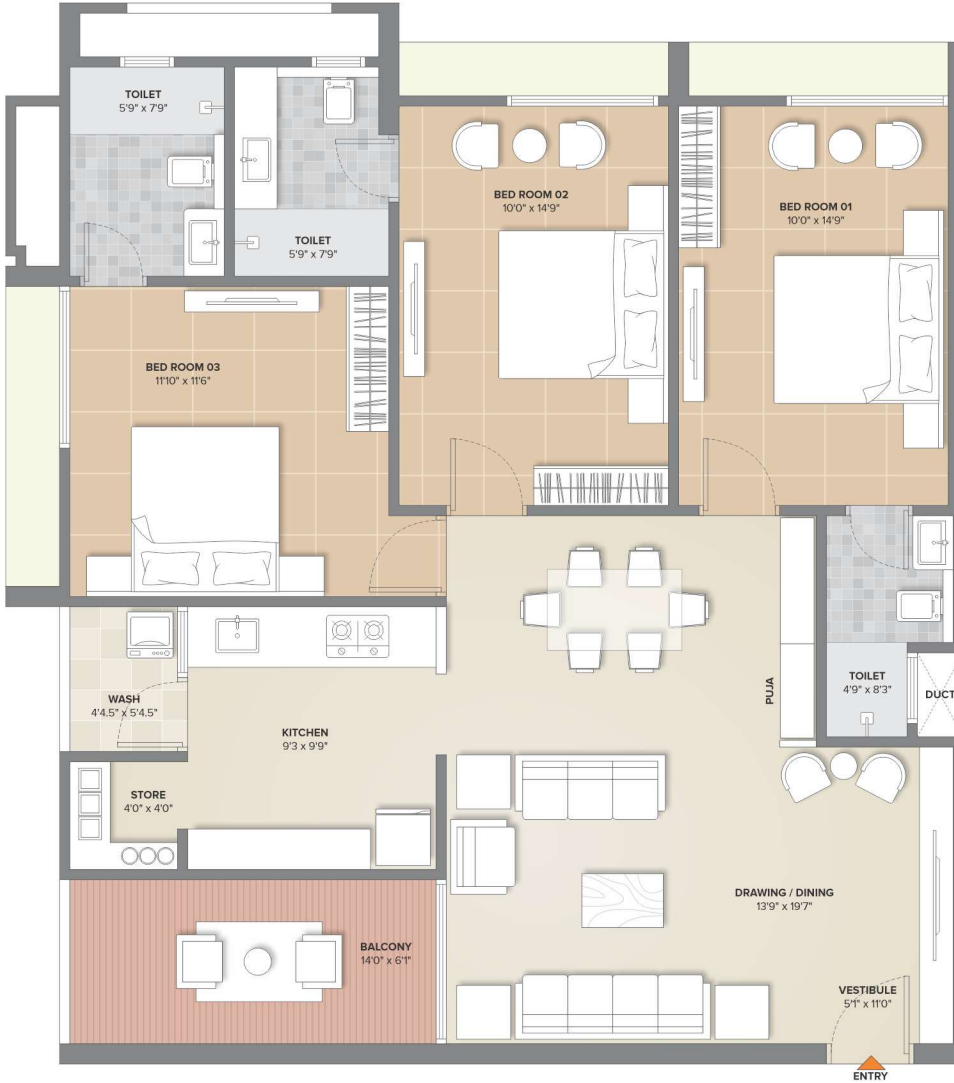 TOILET
5'9" x 7'9"
TOILET
5'9" x 7'9"
BED ROOM 02
10'0" x 14'9"
BED ROOM 01
10'0" x 14'9"
BED ROOM 03
11'10" x 11'6"
WASH
4'4.5" x 5'4.5"
KITCHEN
9'3 x 9'9"
STORE
4'0" x 4'0"
PUJA
TOILET
4'9" x 8'3"
DUCT
DRAWING / DINING
13'9" x 19'7"
BALCONY
14'0" x 6'1"
VESTIBULE
5'1" x 11'0"
ENTRY